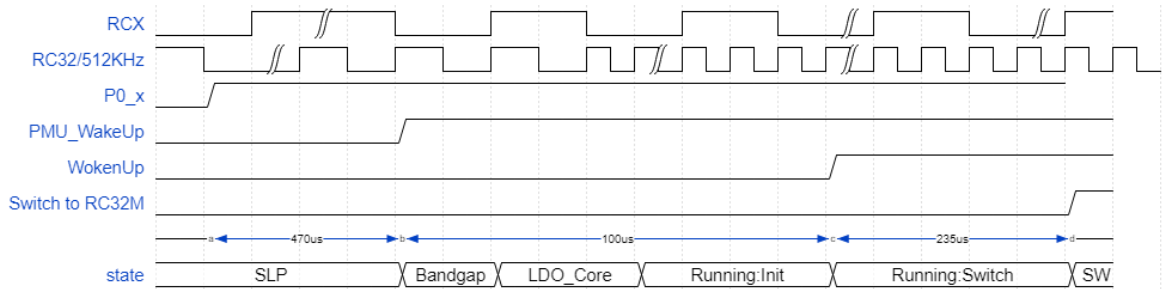 RCX
RC32/512KHz
P0_x
PMU_WakeUp
WokenUp
Switch to RC32M
a 470us b 100us c 235us d
state SLP Bandgap LDO_Core Running:Init Running:Switch SW